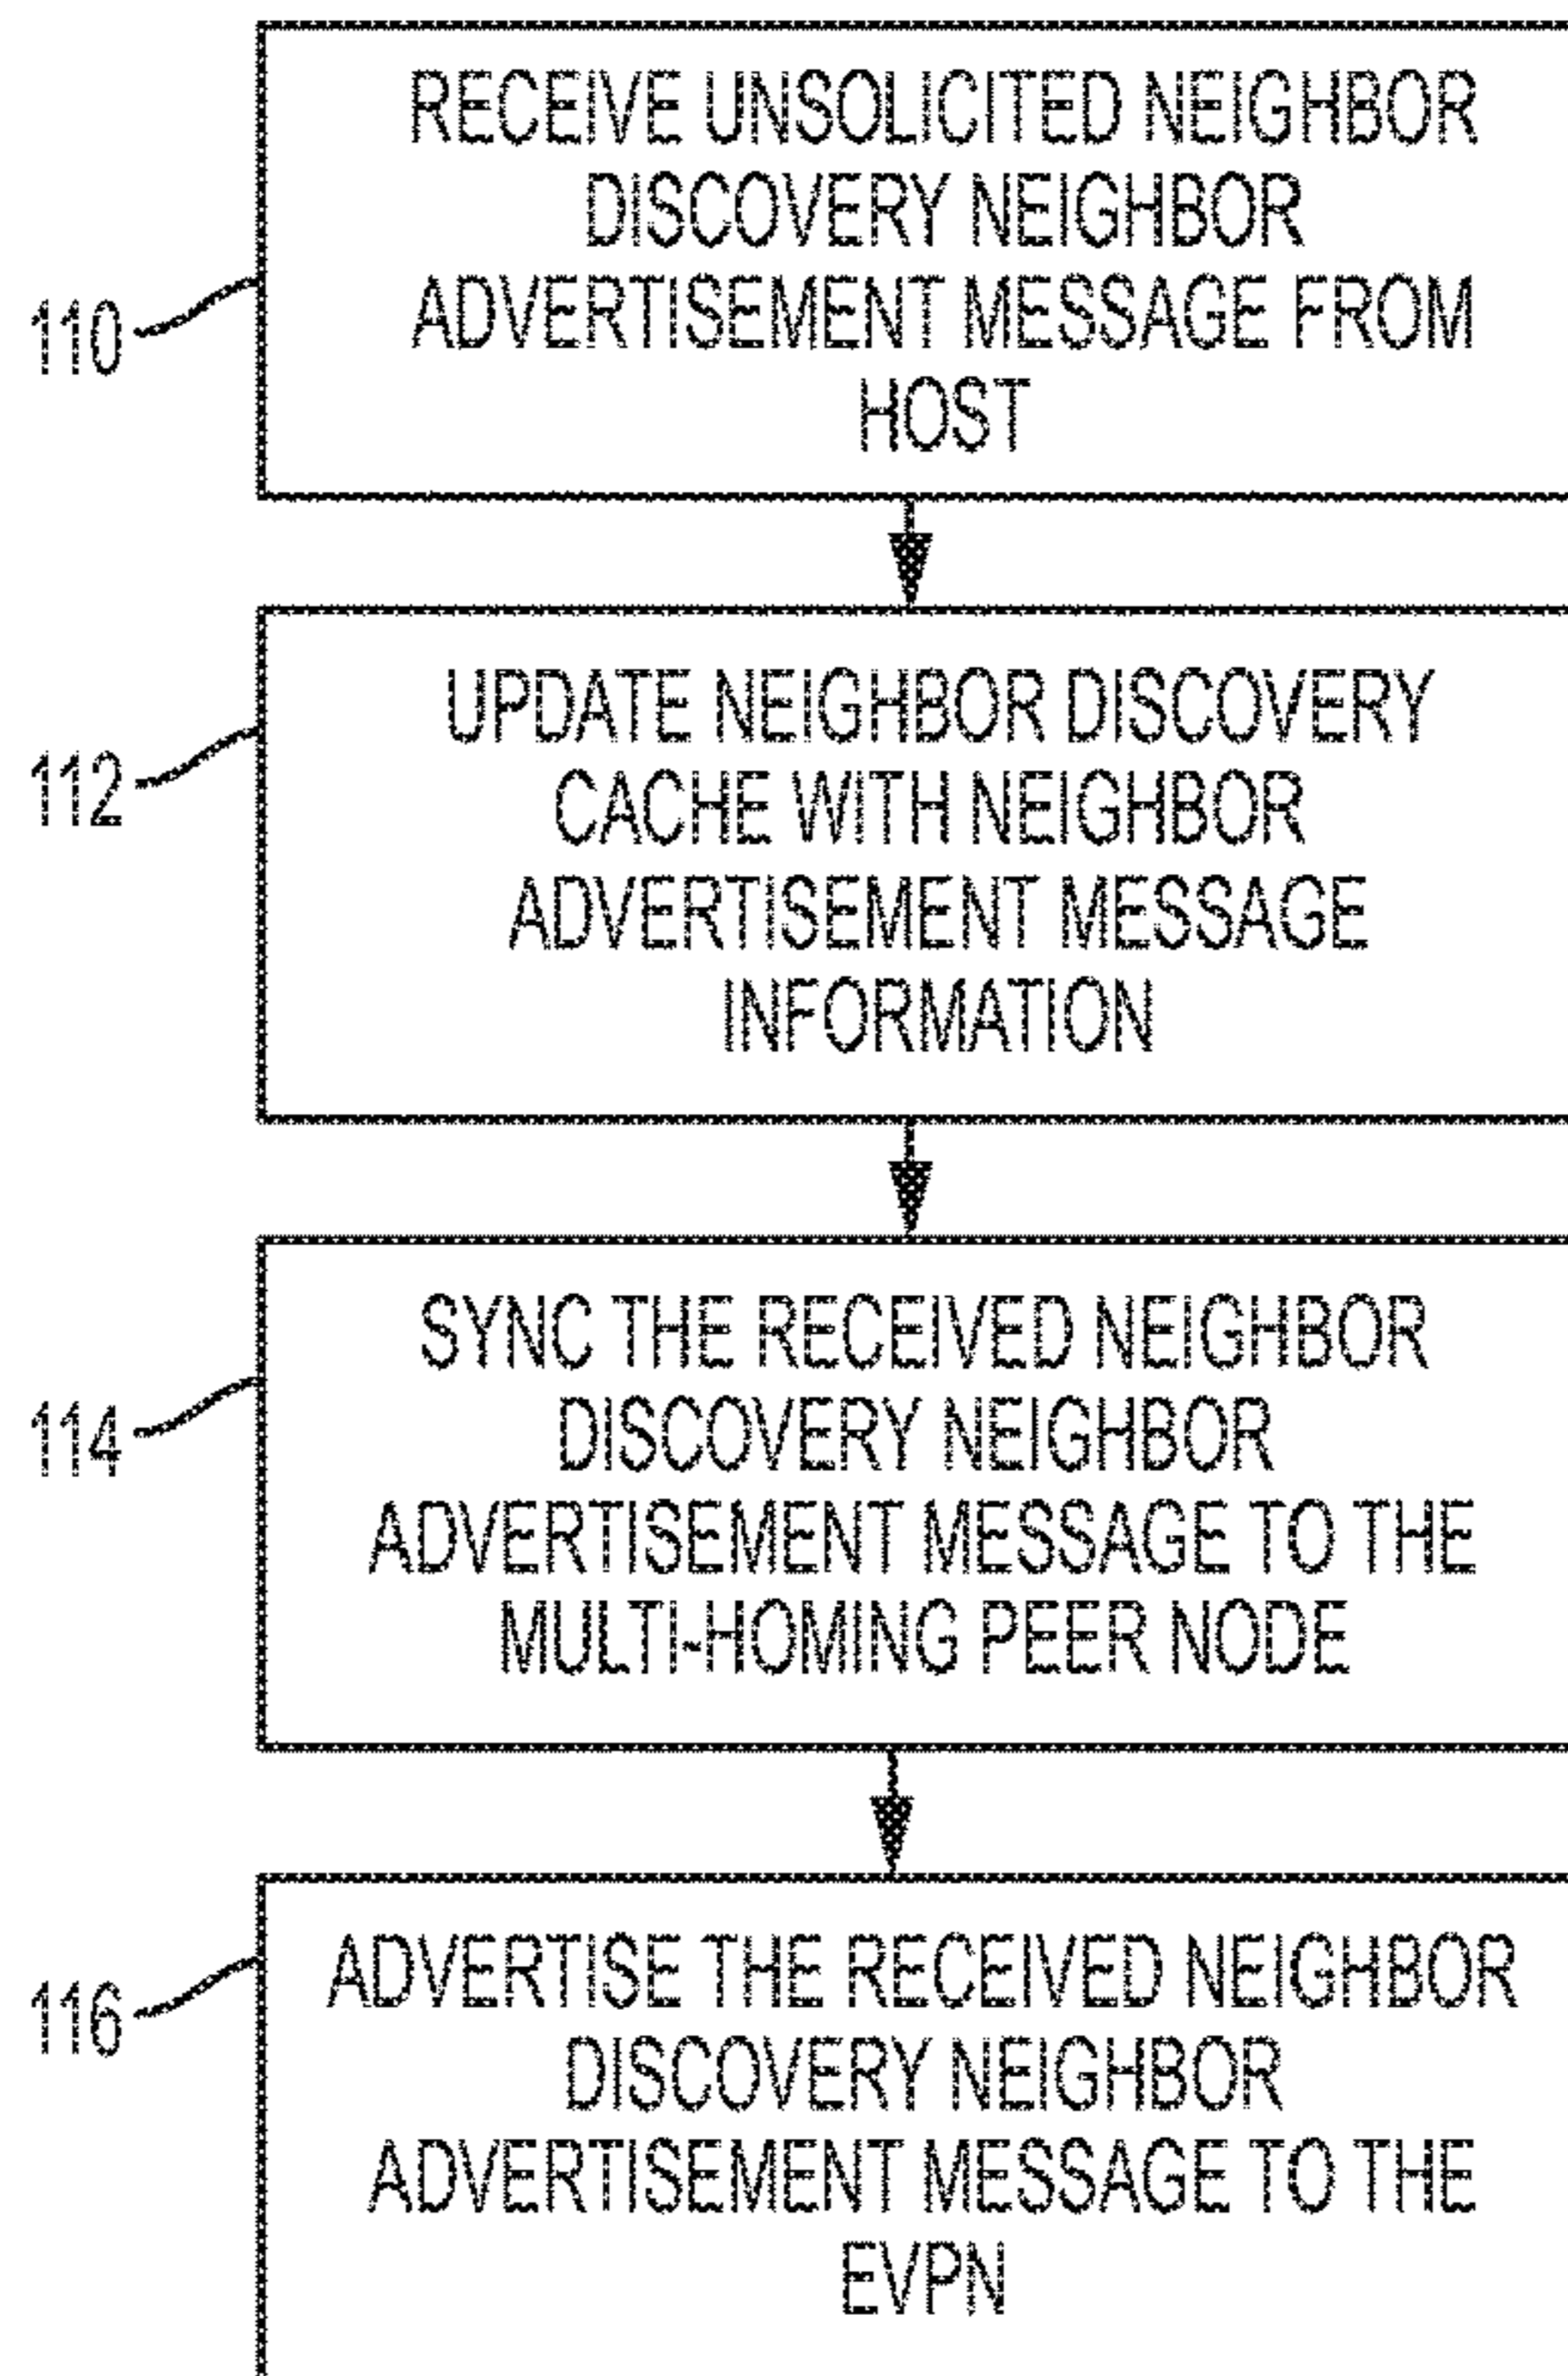 RECEIVE UNSOLICITED NEIGHBOR
DISCOVERY NEIGHBOR
ADVERTISEMENT MESSAGE FROM
HOST
110
UPDATE NEIGHBOR DISCOVERY
CACHE WITH NEIGHBOR
ADVERTISEMENT MESSAGE
INFORMATION
112
SYNC THE RECEIVED NEIGHBOR
DISCOVERY NEIGHBOR
ADVERTISEMENT MESSAGE TO THE
MULTI-HOMING PEER NODE
114
ADVERTISE THE RECEIVED NEIGHBOR
DISCOVERY NEIGHBOR
ADVERTISEMENT MESSAGE TO THE
EVPN
116